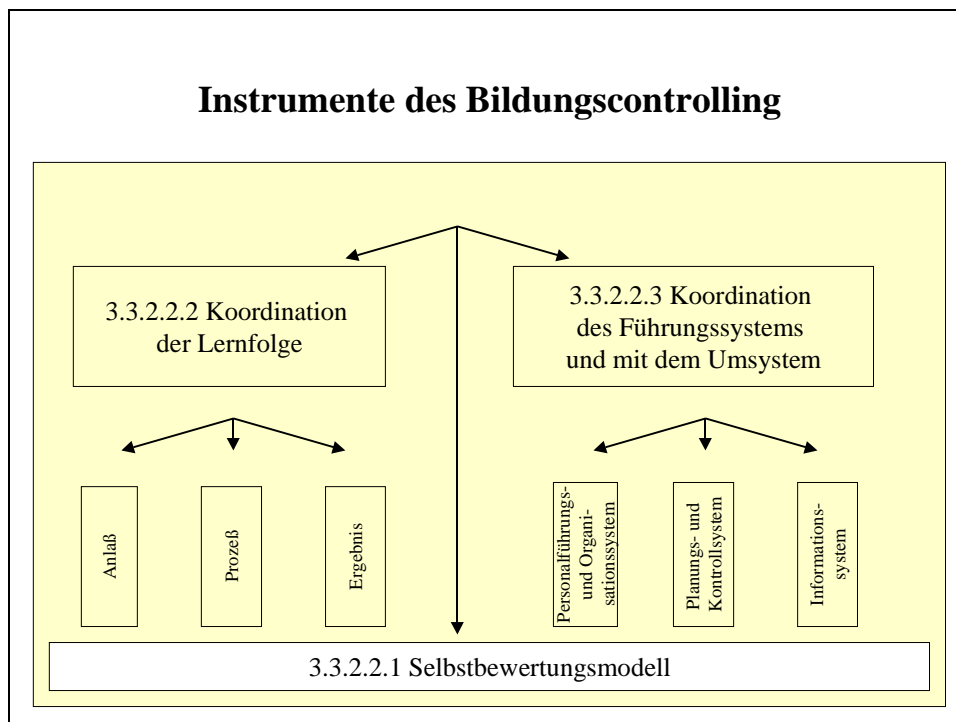 Instrumente des Bildungscontrolling
3.3.2.2.2 Koordination
der Lernfolge
3.3.2.2.3 Koordination
des Führungssystems
und mit dem Umsystem
Anlaß
Prozeß
Ergebnis
Personalführungs-
und Organi-
sationssystem
Planungs- und
Kontrollsystem
Informations-
system
3.3.2.2.1 Selbstbewertungsmodell